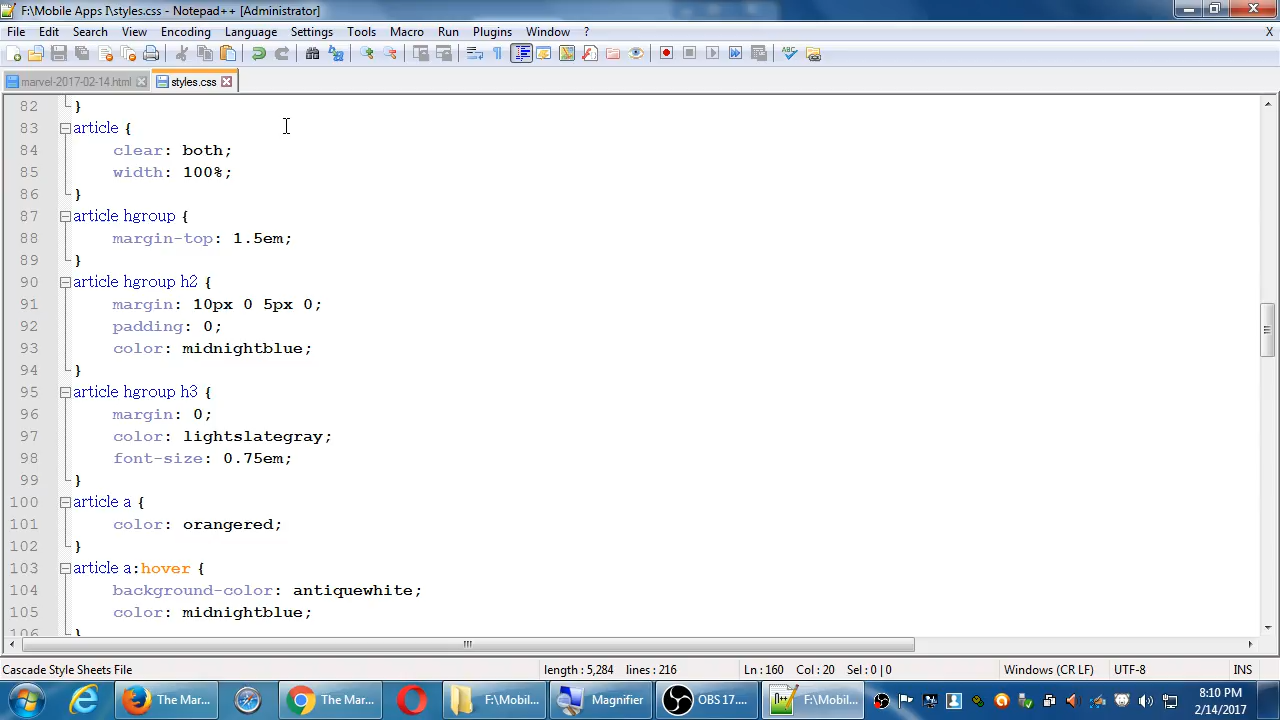 F:\Mobile Apps I\styles.css - Notepad++ [Administrator]
File Edit Search View Encoding Language Settings Tools Macro Run Plugins Window ? X
marvel-2017-02-14.html styles.css
82 }
83 article {
84 clear: both;
85 width: 100%;
86 }
87 article hgroup {
88 margin-top: 1.5em;
89 }
90 article hgroup h2 {
91 margin: 10px 0 5px 0;
92 padding: 0;
93 color: midnightblue;
94 }
95 article hgroup h3 {
96 margin: 0;
97 color: lightslategray;
98 font-size: 0.75em;
99 }
100 article a {
101 color: orangered;
102 }
103 article a:hover {
104 background-color: antiquewhite;
105 color: midnightblue;
106 }
Cascade Style Sheets File length : 5,284 lines : 216 Ln : 160 Col : 20 Sel : 0 | 0 Windows (CR LF) UTF-8 INS
The Mar... The Mar... F:\Mobil... Magnifier OBS 17.... F:\Mobil... 8:10 PM
2/14/2017